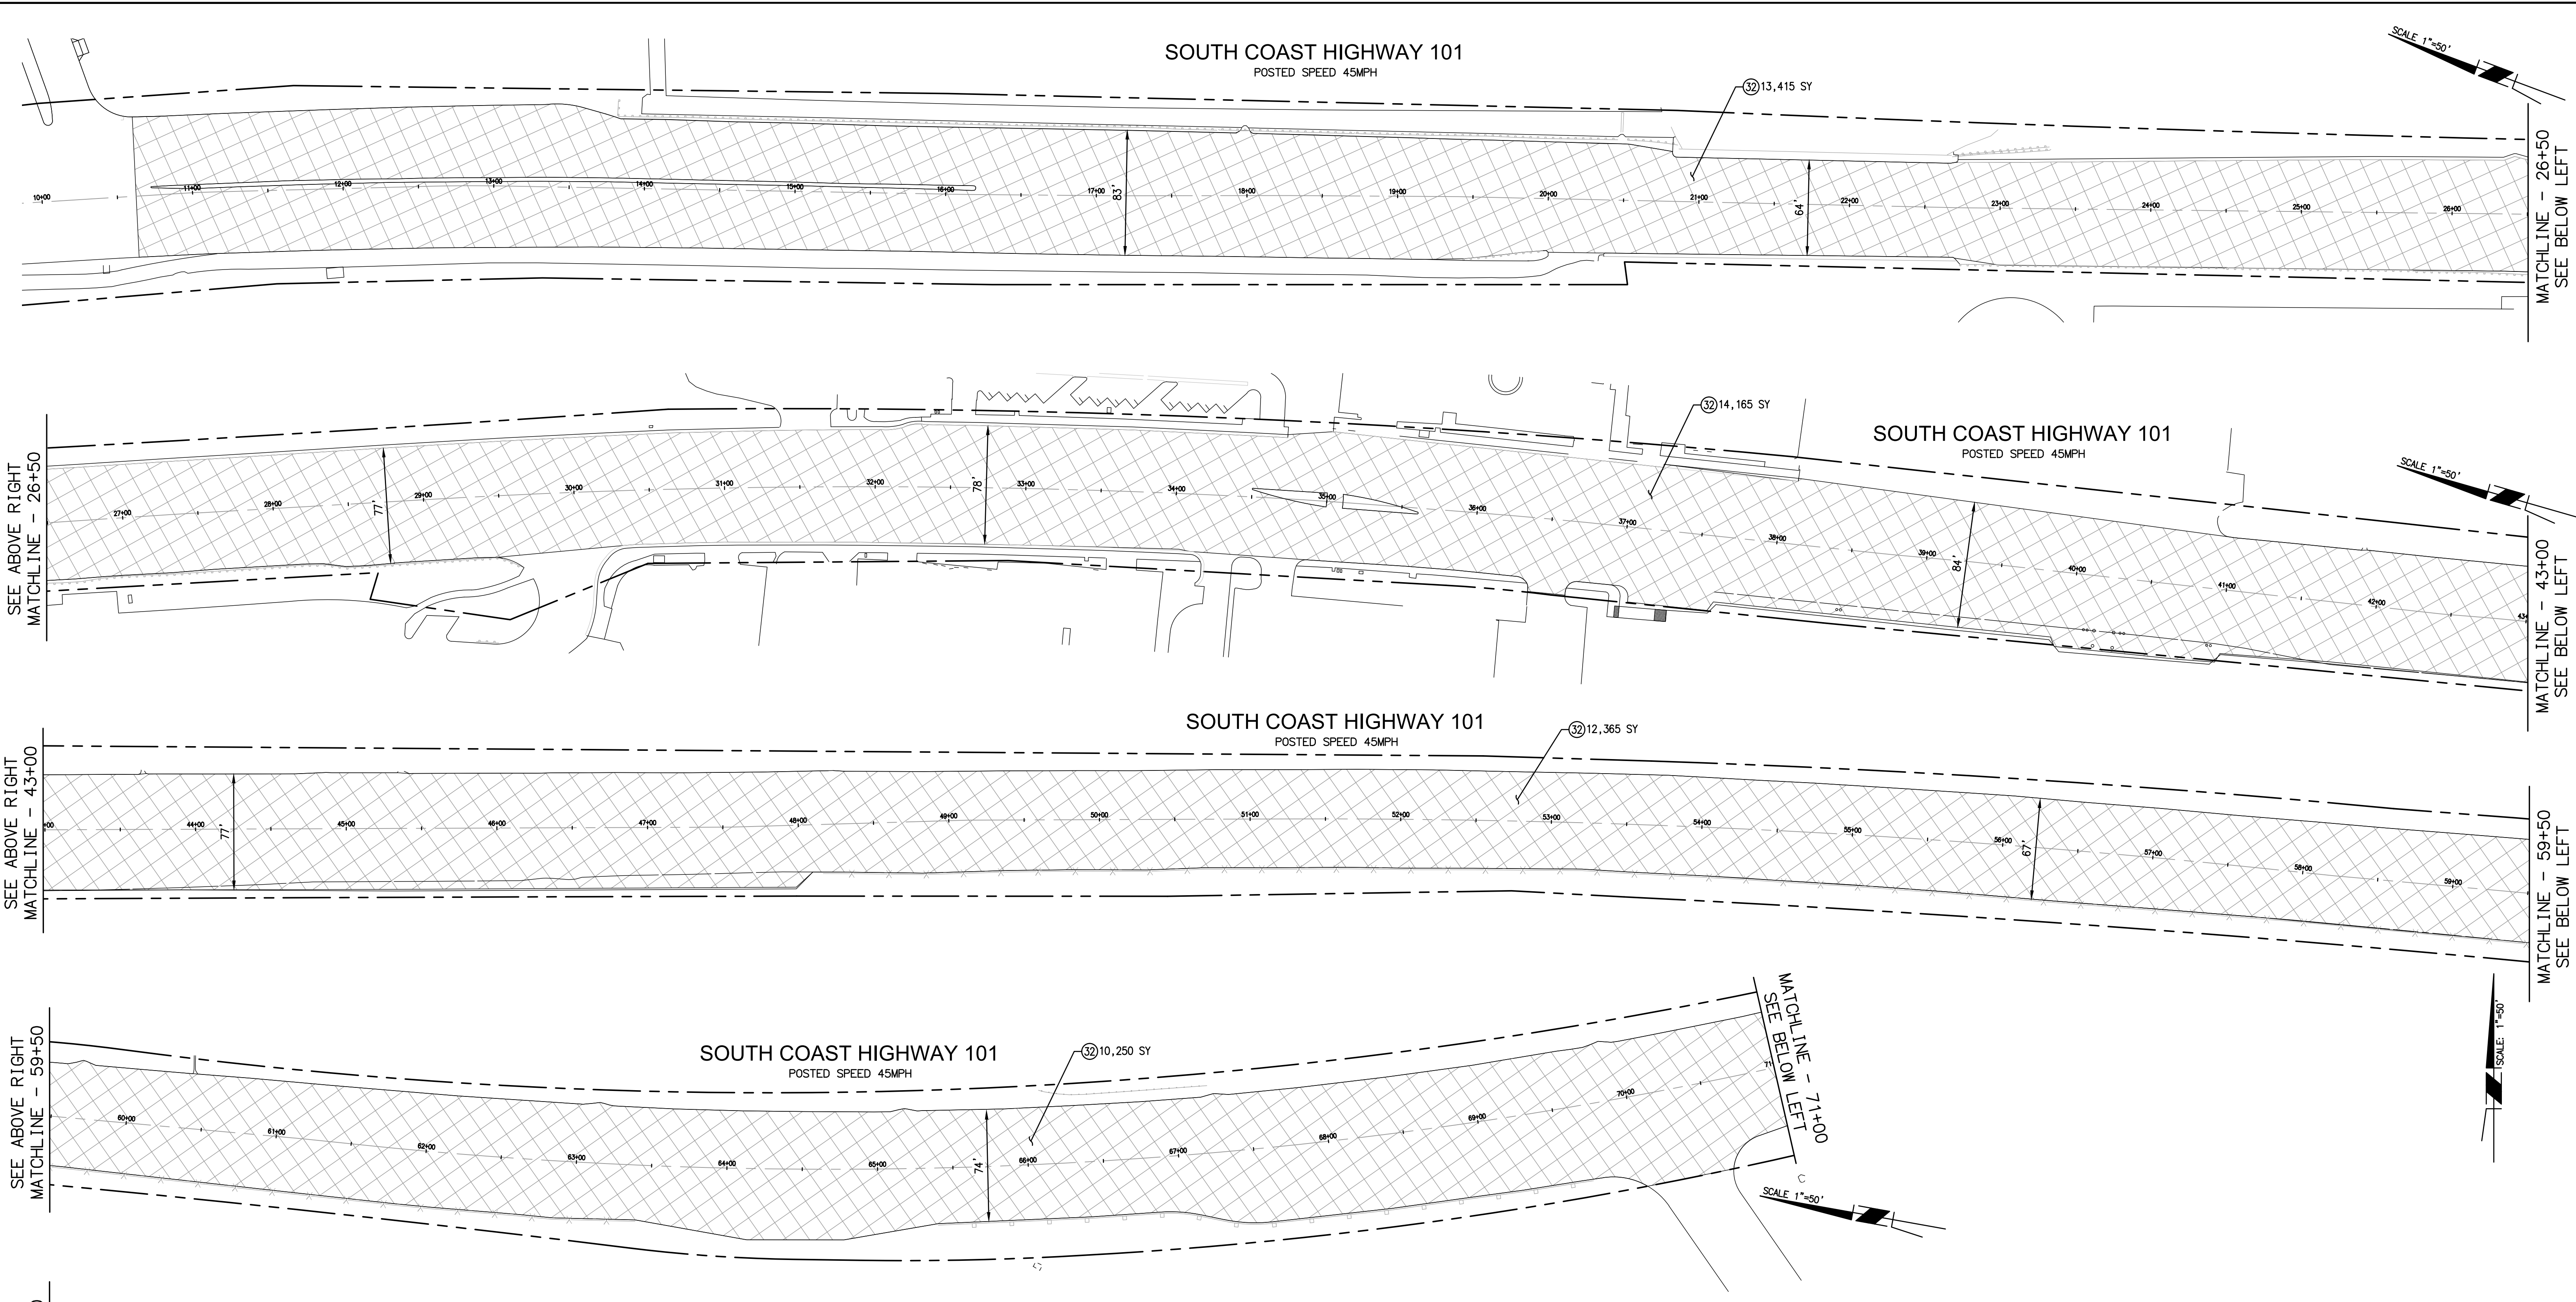 SOUTH COAST HIGHWAY 101
POSTED SPEED 45MPH
SCALE 1"=50'
32 13,415 SY
10+00
11+00
12+00
13+00
14+00
15+00
16+00
17+00
18+00
19+00
20+00
21+00
22+00
23+00
24+00
25+00
26+00
83'
64'
MATCHLINE - 26+50
SEE BELOW LEFT
SEE ABOVE RIGHT
MATCHLINE - 26+50
32 14,165 SY
SOUTH COAST HIGHWAY 101
POSTED SPEED 45MPH
SCALE 1"=50'
27+00
28+00
29+00
30+00
31+00
32+00
33+00
34+00
35+00
36+00
37+00
38+00
39+00
40+00
41+00
42+00
43+
77'
78'
84'
MATCHLINE - 43+00
SEE BELOW LEFT
SEE ABOVE RIGHT
MATCHLINE - 43+00
SOUTH COAST HIGHWAY 101
POSTED SPEED 45MPH
32 12,365 SY
00
44+00
45+00
46+00
47+00
48+00
49+00
50+00
51+00
52+00
53+00
54+00
55+00
56+00
57+00
58+00
59+00
77'
67'
MATCHLINE - 59+50
SEE BELOW LEFT
SEE ABOVE RIGHT
MATCHLINE - 59+50
SOUTH COAST HIGHWAY 101
POSTED SPEED 45MPH
32 10,250 SY
60+00
61+00
62+00
63+00
64+00
65+00
66+00
67+00
68+00
69+00
70+00
71
74'
MATCHLINE - 71+00
SEE BELOW LEFT
SCALE 1"=50'
SCALE: 1"=50'